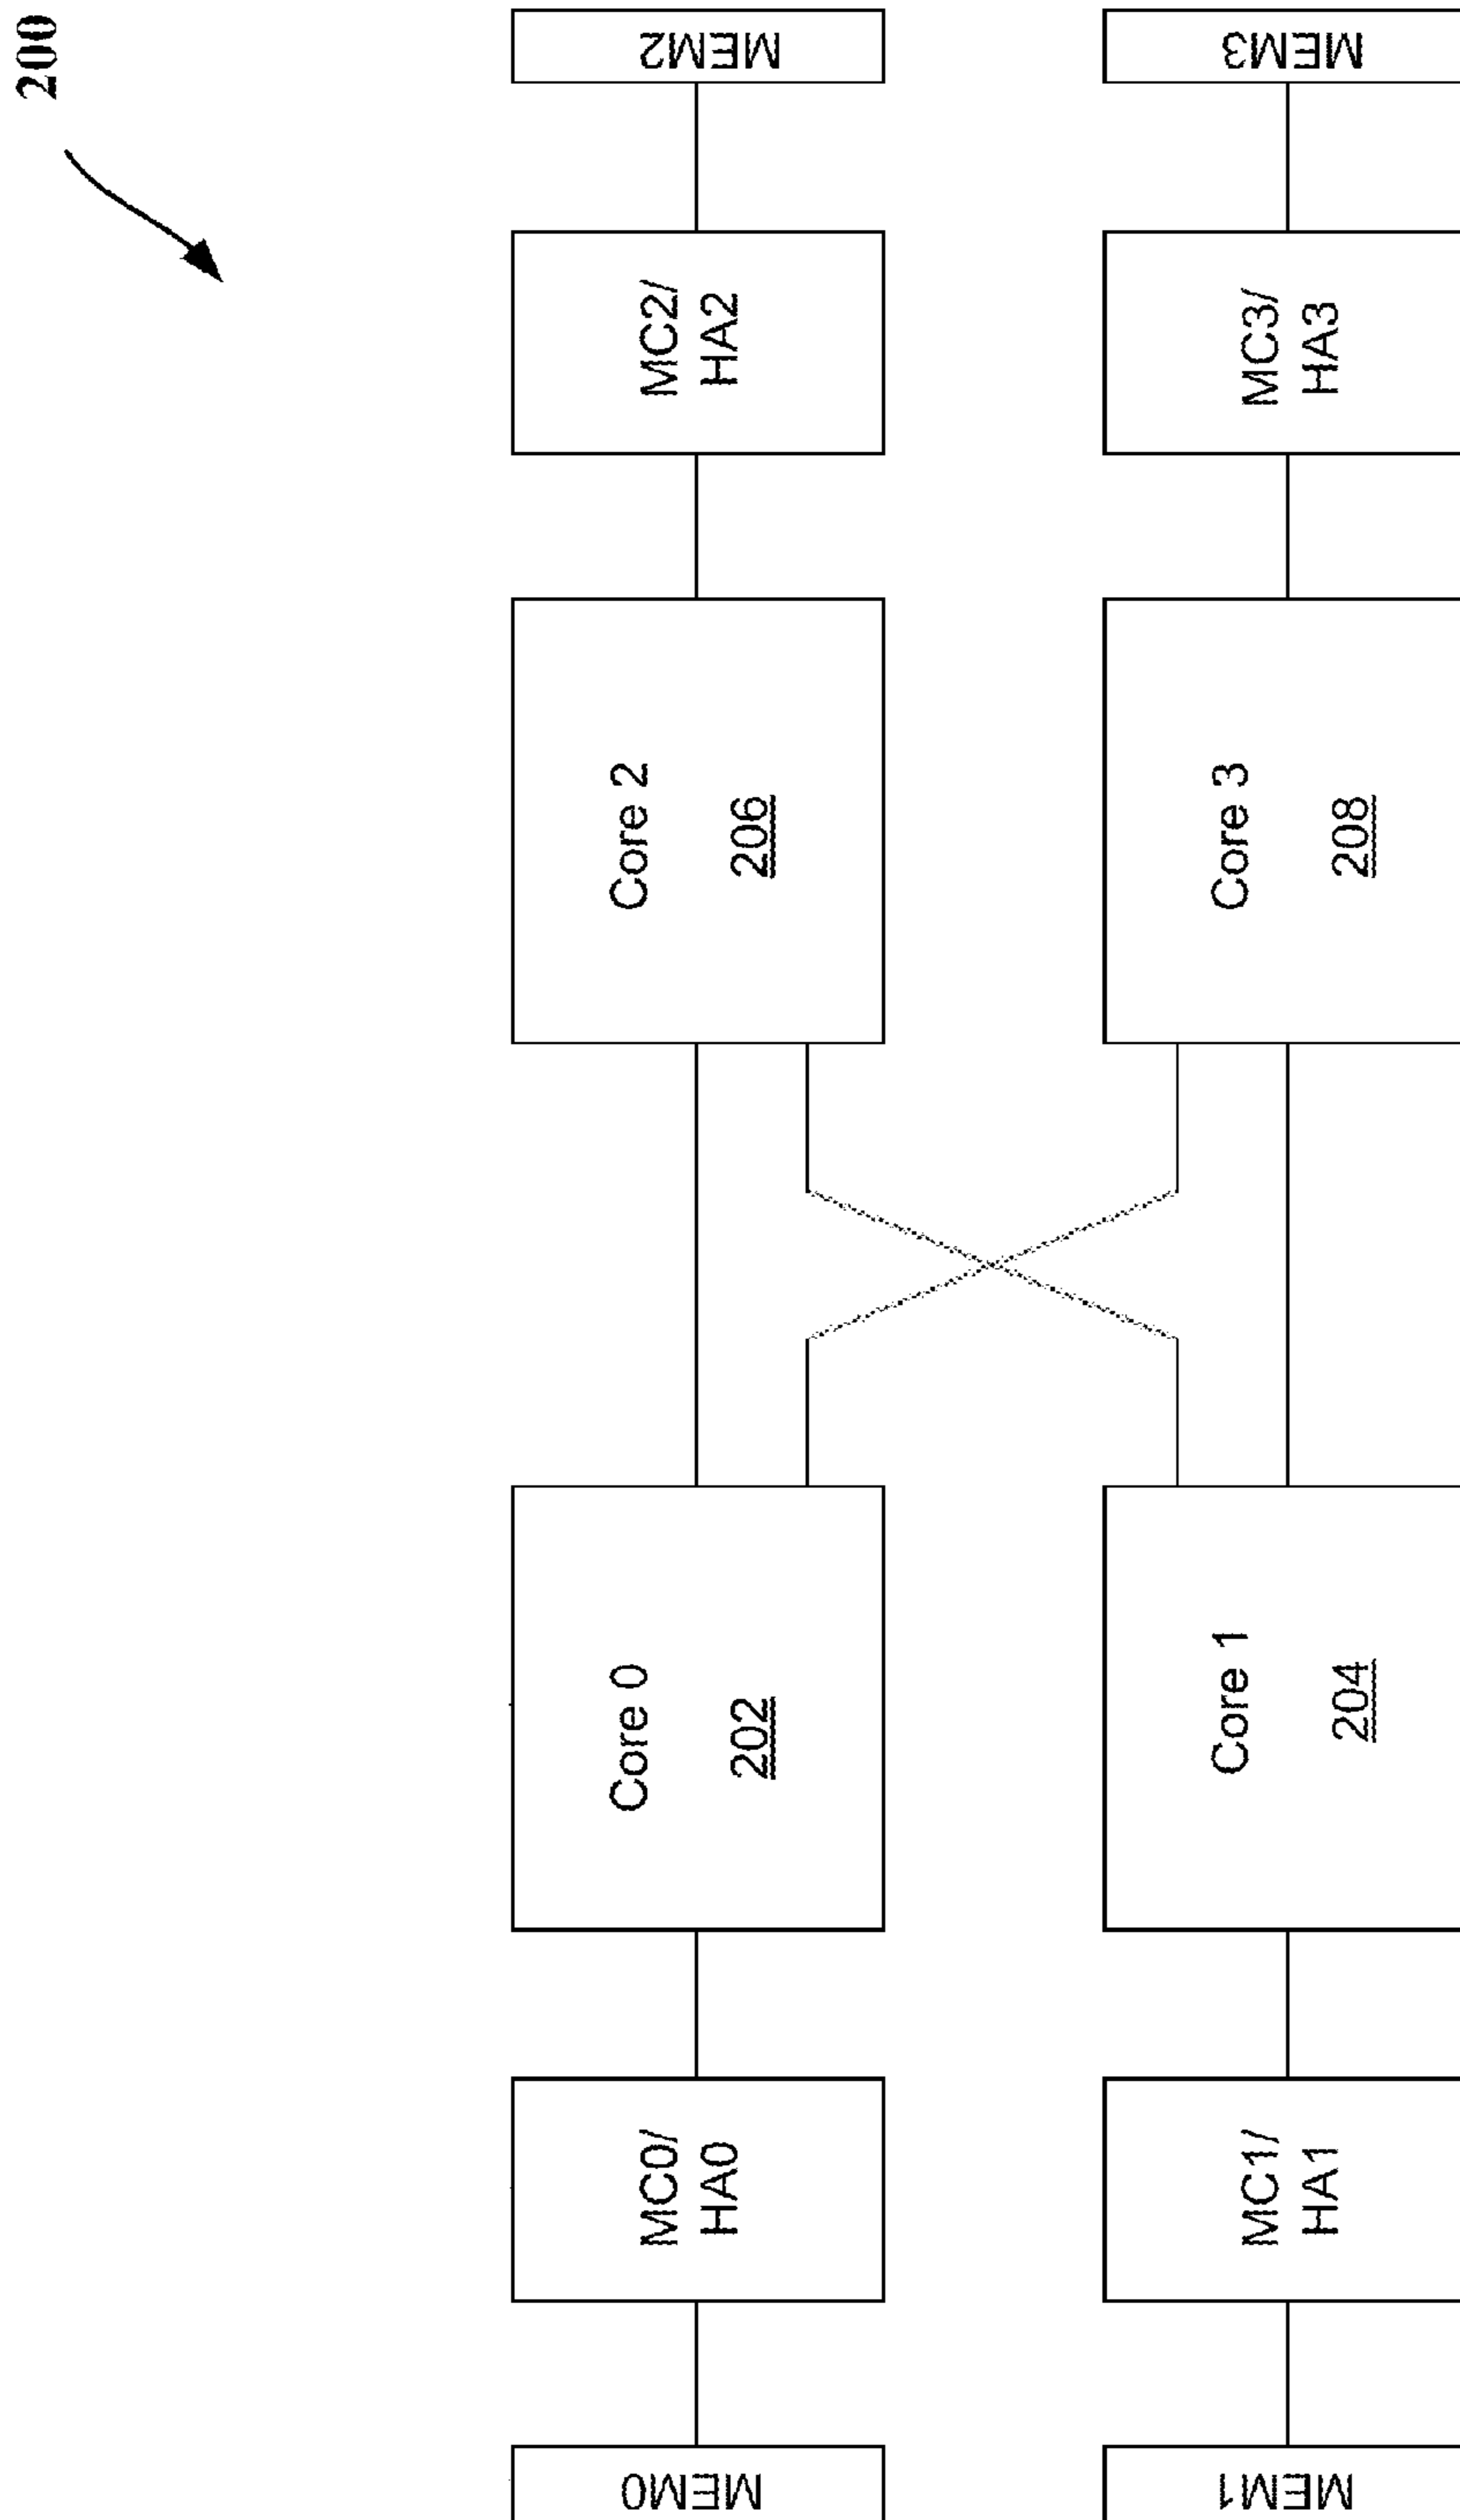 200
MEM0
MC0/
HA0
Core 0
202
Core 2
206
MC2/
HA2
MEM2
MEM1
MC1/
HA1
Core 1
204
Core 3
208
MC3/
HA3
MEM3